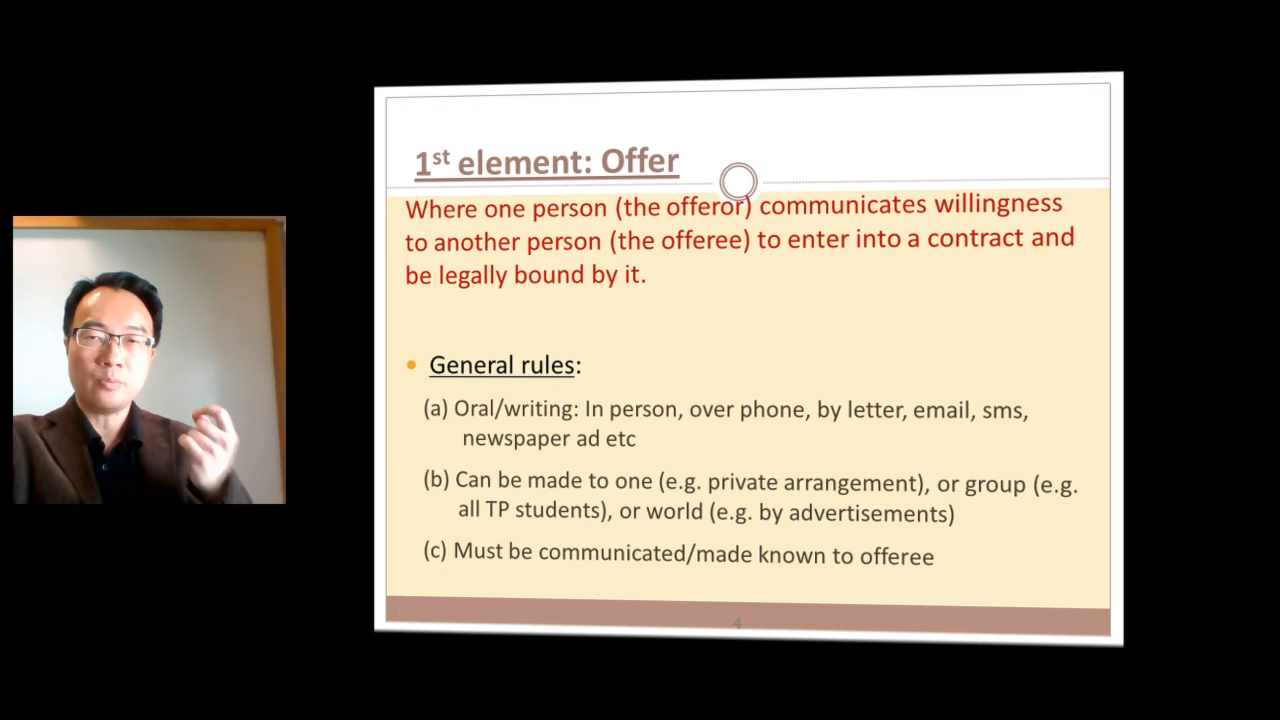 1st element: Offer
Where one person (the offeror) communicates willingness
to another person (the offeree) to enter into a contract and
be legally bound by it.
General rules:
(a) Oral/writing: In person, over phone, by letter, email, sms,
newspaper ad etc
(b) Can be made to one (e.g. private arrangement), or group (e.g.
all TP students), or world (e.g. by advertisements)
(c) Must be communicated/made known to offeree
4